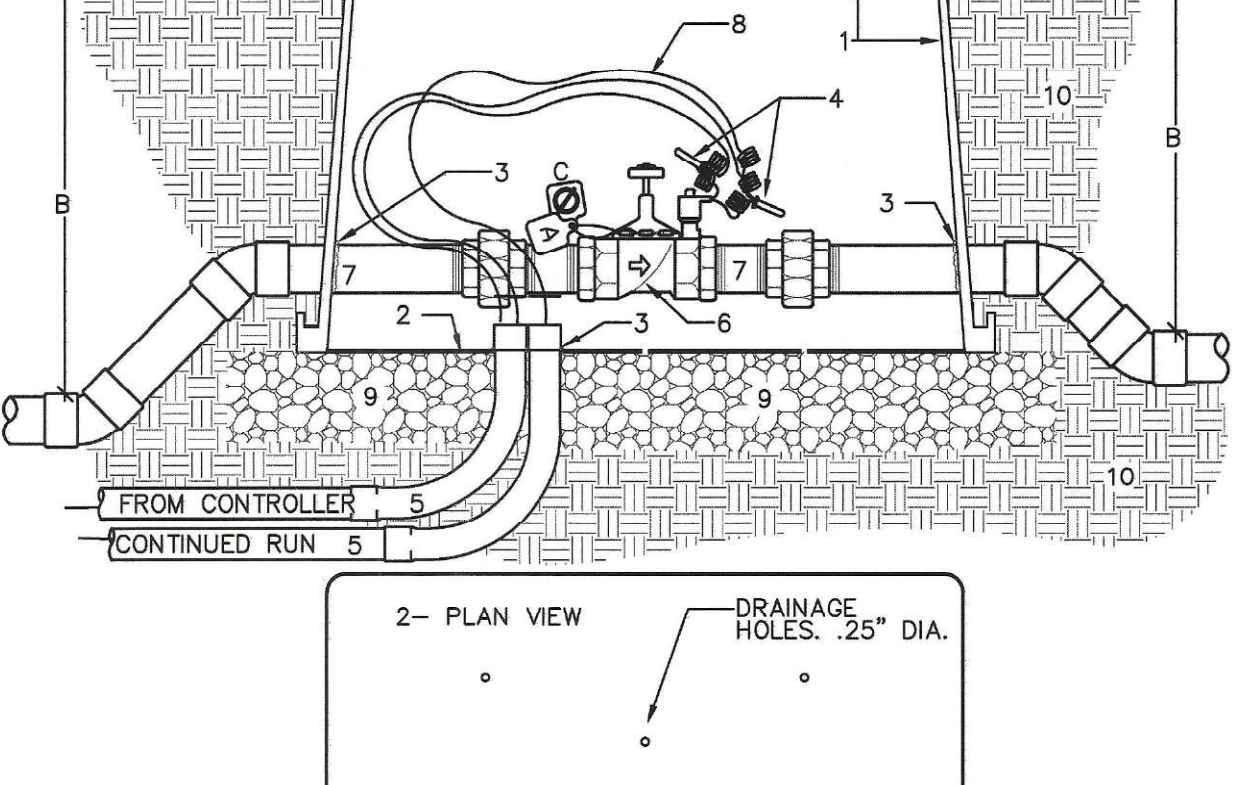 8
1
4
10
B
B
3
C
3
A
7
7
2
3
6
9
9
10
FROM CONTROLLER 5
CONTINUED RUN 5
2- PLAN VIEW
DRAINAGE
HOLES. .25" DIA.